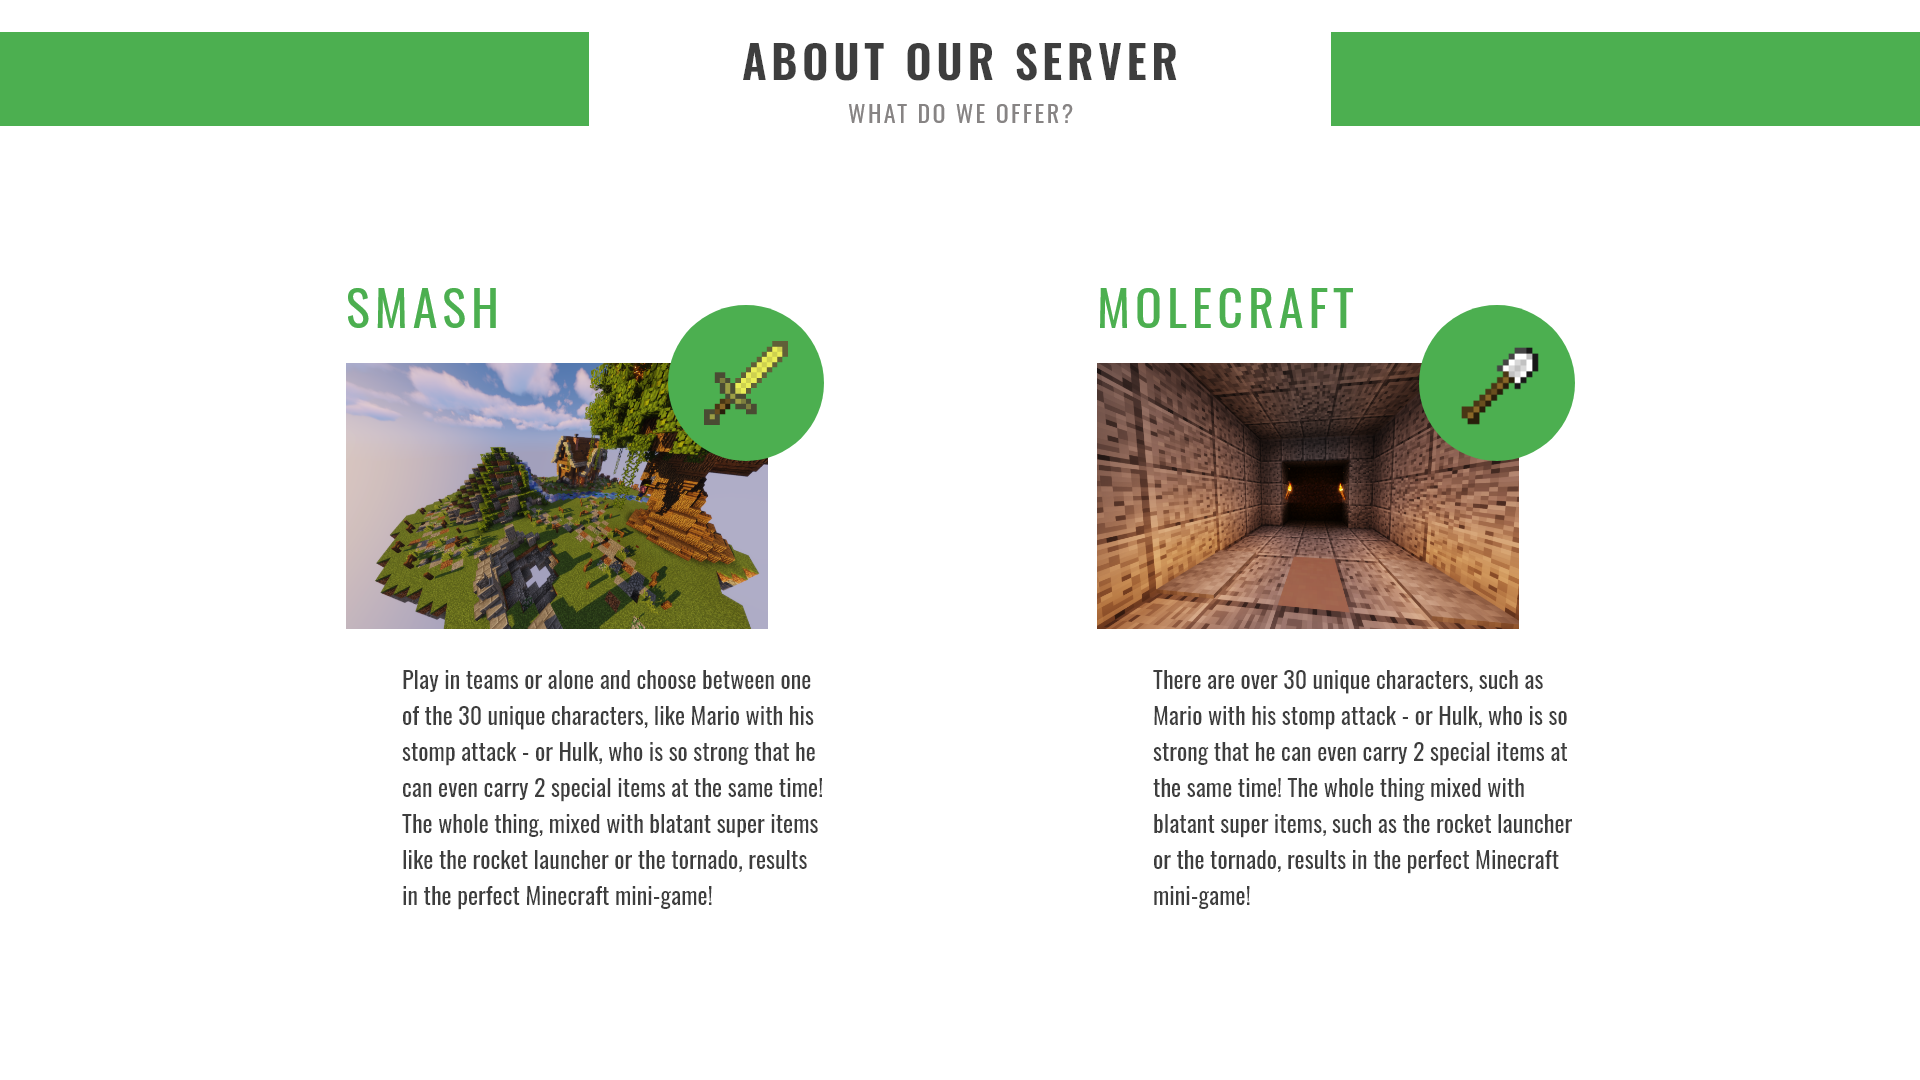 ABOUT OUR SERVER
WHAT DO WE OFFER?
SMASH
Play in teams or alone and choose between one
of the 30 unique characters, like Mario with his
stomp attack - or Hulk, who is so strong that he
can even carry 2 special items at the same time!
The whole thing, mixed with blatant super items
like the rocket launcher or the tornado, results
in the perfect Minecraft mini-game!
MOLECRAFT
There are over 30 unique characters, such as
Mario with his stomp attack - or Hulk, who is so
strong that he can even carry 2 special items at
the same time! The whole thing mixed with
blatant super items, such as the rocket launcher
or the tornado, results in the perfect Minecraft
mini-game!